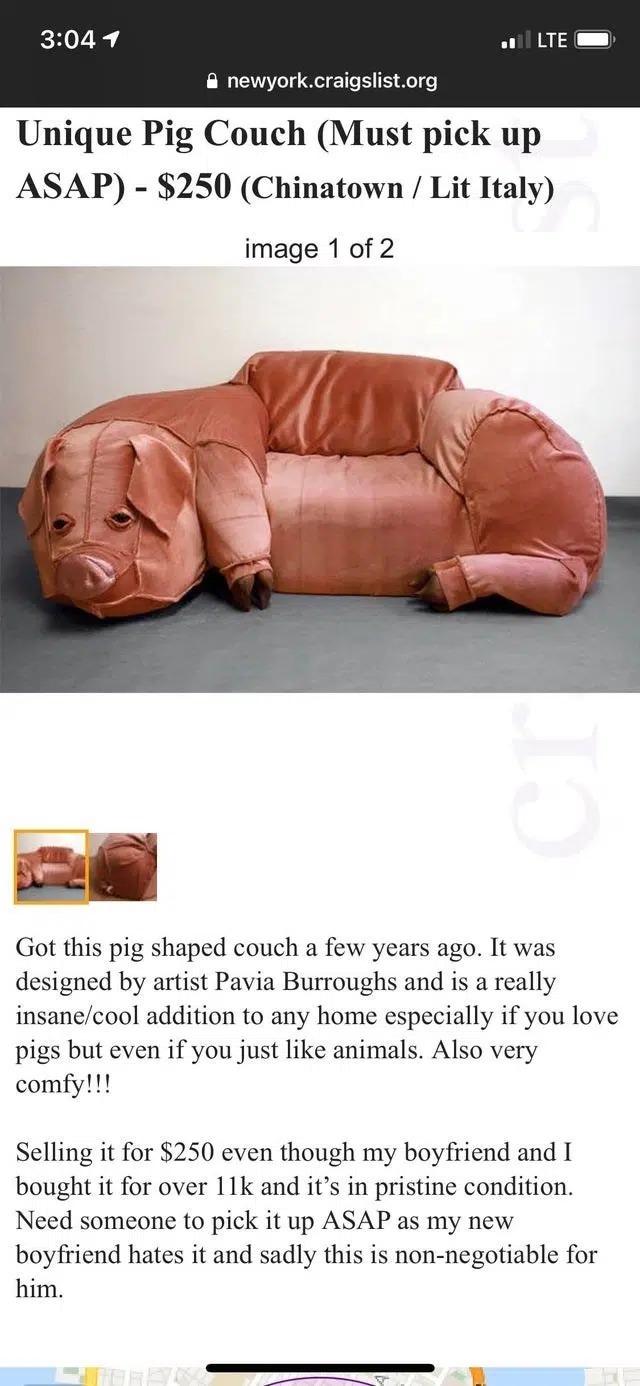 3:04
LTE
newyork.craigslist.org
Unique Pig Couch (Must pick up
ASAP) - $250 (Chinatown / Lit Italy)
image 1 of 2
Got this pig shaped couch a few years ago. It was
designed by artist Pavia Burroughs and is a really
insane/cool addition to any home especially if you love
pigs but even if you just like animals. Also very
comfy!!!
Selling it for $250 even though my boyfriend and I
bought it for over 11k and it’s in pristine condition.
Need someone to pick it up ASAP as my new
boyfriend hates it and sadly this is non-negotiable for
him.